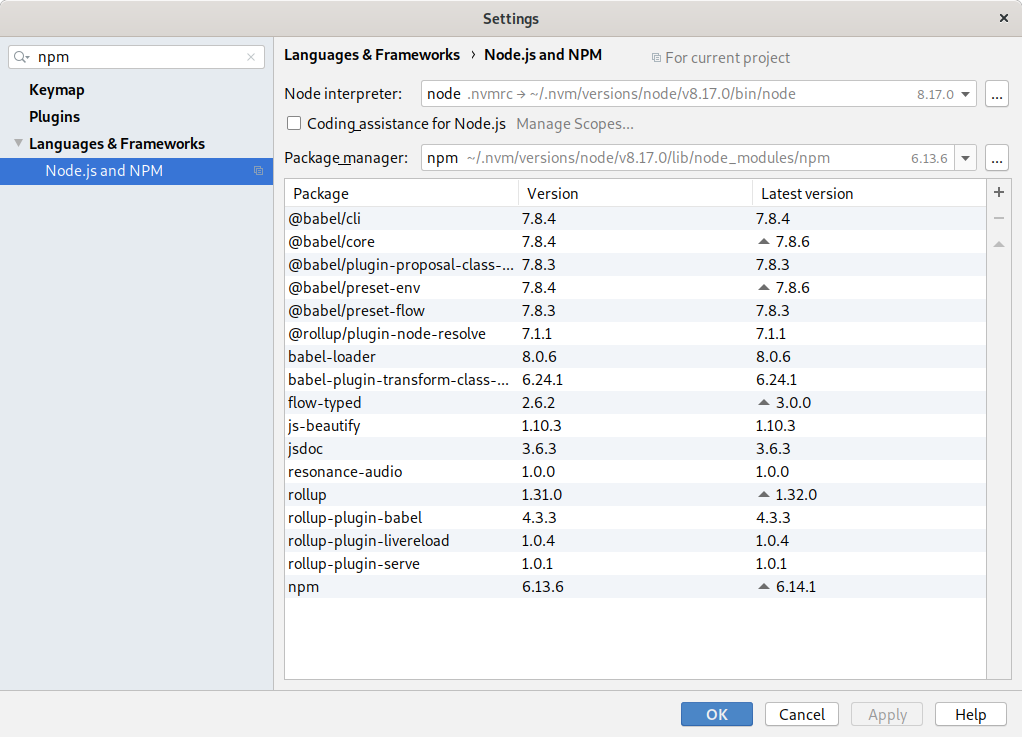 Settings
npm
Keymap
Plugins
Languages & Frameworks
Node.js and NPM
Languages & Frameworks › Node.js and NPM For current project
Node interpreter: node .nvmrc → ~/.nvm/versions/node/v8.17.0/bin/node 8.17.0 ...
Coding assistance for Node.js Manage Scopes...
Package manager: npm ~/.nvm/versions/node/v8.17.0/lib/node_modules/npm 6.13.6 ...
Package Version Latest version
@babel/cli 7.8.4 7.8.4
@babel/core 7.8.4 7.8.6
@babel/plugin-proposal-class-... 7.8.3 7.8.3
@babel/preset-env 7.8.4 7.8.6
@babel/preset-flow 7.8.3 7.8.3
@rollup/plugin-node-resolve 7.1.1 7.1.1
babel-loader 8.0.6 8.0.6
babel-plugin-transform-class-... 6.24.1 6.24.1
flow-typed 2.6.2 3.0.0
js-beautify 1.10.3 1.10.3
jsdoc 3.6.3 3.6.3
resonance-audio 1.0.0 1.0.0
rollup 1.31.0 1.32.0
rollup-plugin-babel 4.3.3 4.3.3
rollup-plugin-livereload 1.0.4 1.0.4
rollup-plugin-serve 1.0.1 1.0.1
npm 6.13.6 6.14.1
OK Cancel Apply Help